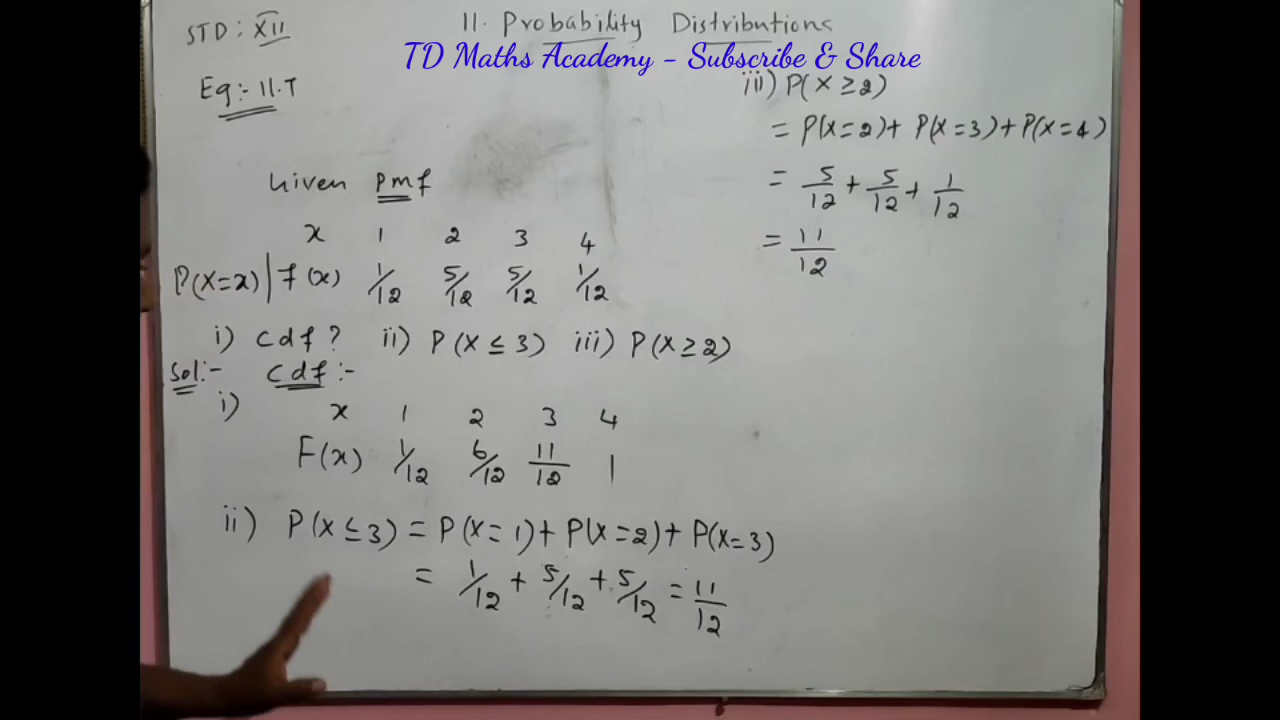 STD: XII
11. Probability Distributions
TD Maths Academy - Subscribe & Share
Eg:- 11.7
Given pmf
x 1 2 3 4
P(X=x) | f(x) 1/12 5/12 5/12 1/12
i) Cdf? ii) P(X ≤ 3) iii) P(X ≥ 2)
Sol:- Cdf:-
i) x 1 2 3 4
F(x) 1/12 6/12 11/12 1
ii) P(X ≤ 3) = P(X = 1) + P(X = 2) + P(X = 3)
= 1/12 + 5/12 + 5/12 = 11/12
iii) P(X ≥ 2)
= P(X = 2) + P(X = 3) + P(X = 4)
= 5/12 + 5/12 + 1/12
= 11/12